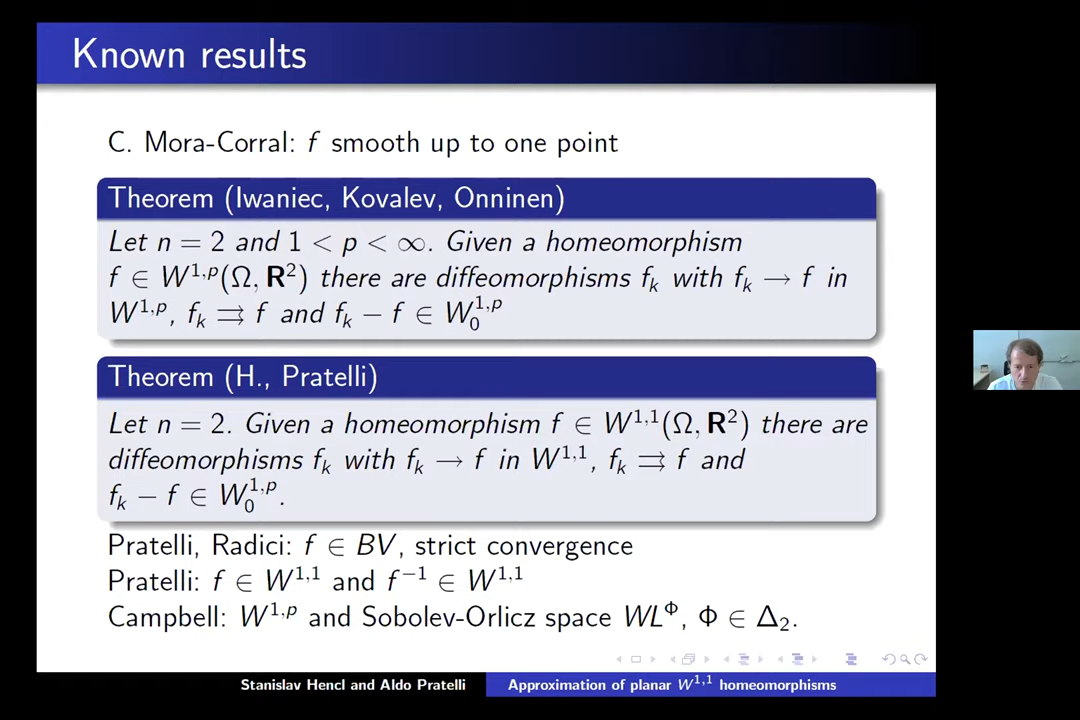 Known results
C. Mora-Corral: f smooth up to one point
Theorem (Iwaniec, Kovalev, Onninen)
Let n = 2 and 1 < p < ∞. Given a homeomorphism
f ∈ W^{1,p}(Ω, R²) there are diffeomorphisms f_k with f_k → f in
W^{1,p}, f_k ⇉ f and f_k − f ∈ W_0^{1,p}
Theorem (H., Pratelli)
Let n = 2. Given a homeomorphism f ∈ W^{1,1}(Ω, R²) there are
diffeomorphisms f_k with f_k → f in W^{1,1}, f_k ⇉ f and
f_k − f ∈ W_0^{1,p}.
Pratelli, Radici: f ∈ BV, strict convergence
Pratelli: f ∈ W^{1,1} and f^{−1} ∈ W^{1,1}
Campbell: W^{1,p} and Sobolev-Orlicz space WL^Φ, Φ ∈ Δ₂.
Stanislav Hencl and Aldo Pratelli
Approximation of planar W^{1,1} homeomorphisms